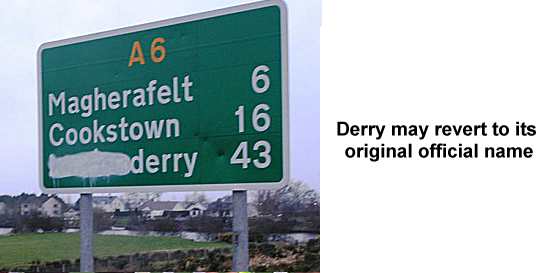 A6
Magherafelt 6
Cookstown 16
derry 43
Derry may revert to its
original official name